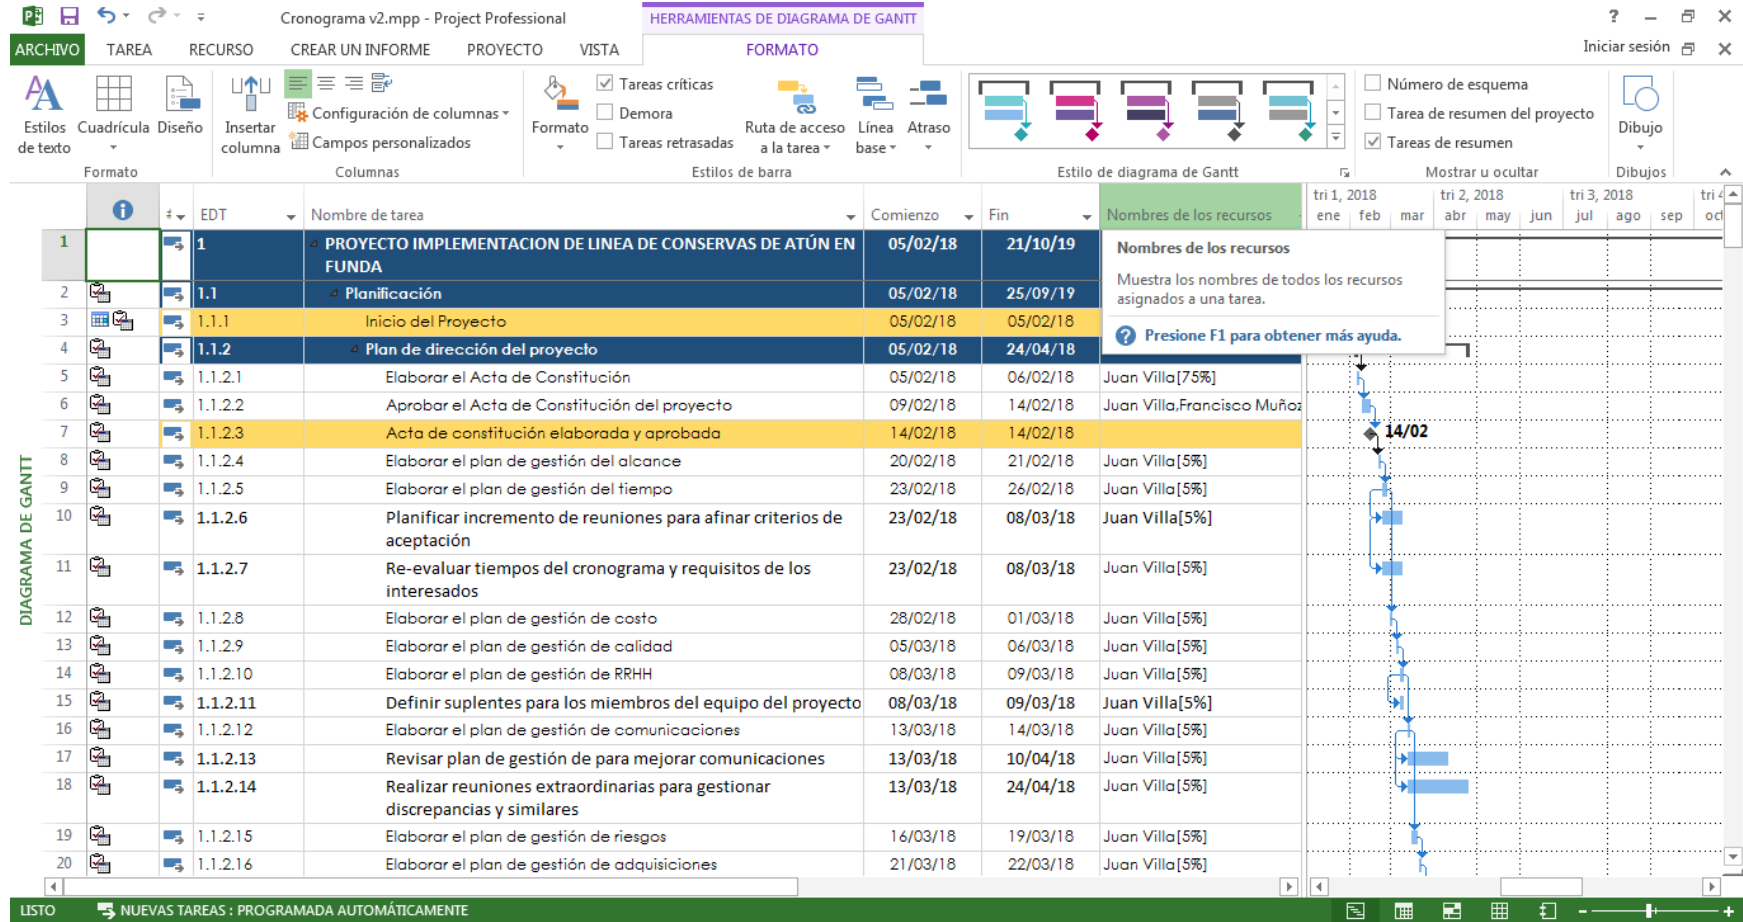 Cronograma v2.mpp - Project Professional
HERRAMIENTAS DE DIAGRAMA DE GANTT
ARCHIVO TAREA RECURSO CREAR UN INFORME PROYECTO VISTA FORMATO
Iniciar sesión
Estilos de texto
Cuadrícula
Diseño
Formato
Insertar columna
Configuración de columnas
Campos personalizados
Columnas
Formato
Tareas críticas
Demora
Tareas retrasadas
Ruta de acceso a la tarea
Línea base
Atraso
Estilos de barra
Estilo de diagrama de Gantt
Número de esquema
Tarea de resumen del proyecto
Tareas de resumen
Mostrar u ocultar
Dibujo
Dibujos
EDT Nombre de tarea Comienzo Fin Nombres de los recursos
tri 1, 2018 tri 2, 2018 tri 3, 2018 tri 4
ene feb mar abr may jun jul ago sep oct
1 1 PROYECTO IMPLEMENTACION DE LINEA DE CONSERVAS DE ATÚN EN 05/02/18 21/10/19
FUNDA
Nombres de los recursos
Muestra los nombres de todos los recursos
asignados a una tarea.
Presione F1 para obtener más ayuda.
2 1.1 Planificación 05/02/18 25/09/19
3 1.1.1 Inicio del Proyecto 05/02/18 05/02/18
4 1.1.2 Plan de dirección del proyecto 05/02/18 24/04/18
5 1.1.2.1 Elaborar el Acta de Constitución 05/02/18 06/02/18 Juan Villa[75%]
6 1.1.2.2 Aprobar el Acta de Constitución del proyecto 09/02/18 14/02/18 Juan Villa,Francisco Muñoz
7 1.1.2.3 Acta de constitución elaborada y aprobada 14/02/18 14/02/18 14/02
8 1.1.2.4 Elaborar el plan de gestión del alcance 20/02/18 21/02/18 Juan Villa[5%]
9 1.1.2.5 Elaborar el plan de gestión del tiempo 23/02/18 26/02/18 Juan Villa[5%]
10 1.1.2.6 Planificar incremento de reuniones para afinar criterios de 23/02/18 08/03/18 Juan Villa[5%]
aceptación
11 1.1.2.7 Re-evaluar tiempos del cronograma y requisitos de los 23/02/18 08/03/18 Juan Villa[5%]
interesados
12 1.1.2.8 Elaborar el plan de gestión de costo 28/02/18 01/03/18 Juan Villa[5%]
13 1.1.2.9 Elaborar el plan de gestión de calidad 05/03/18 06/03/18 Juan Villa[5%]
14 1.1.2.10 Elaborar el plan de gestión de RRHH 08/03/18 09/03/18 Juan Villa[5%]
15 1.1.2.11 Definir suplentes para los miembros del equipo del proyecto 08/03/18 09/03/18 Juan Villa[5%]
16 1.1.2.12 Elaborar el plan de gestión de comunicaciones 13/03/18 14/03/18 Juan Villa[5%]
17 1.1.2.13 Revisar plan de gestión de para mejorar comunicaciones 13/03/18 10/04/18 Juan Villa[5%]
18 1.1.2.14 Realizar reuniones extraordinarias para gestionar 13/03/18 24/04/18 Juan Villa[5%]
discrepancias y similares
19 1.1.2.15 Elaborar el plan de gestión de riesgos 16/03/18 19/03/18 Juan Villa[5%]
20 1.1.2.16 Elaborar el plan de gestión de adquisiciones 21/03/18 22/03/18 Juan Villa[5%]
DIAGRAMA DE GANTT
LISTO NUEVAS TAREAS : PROGRAMADA AUTOMÁTICAMENTE